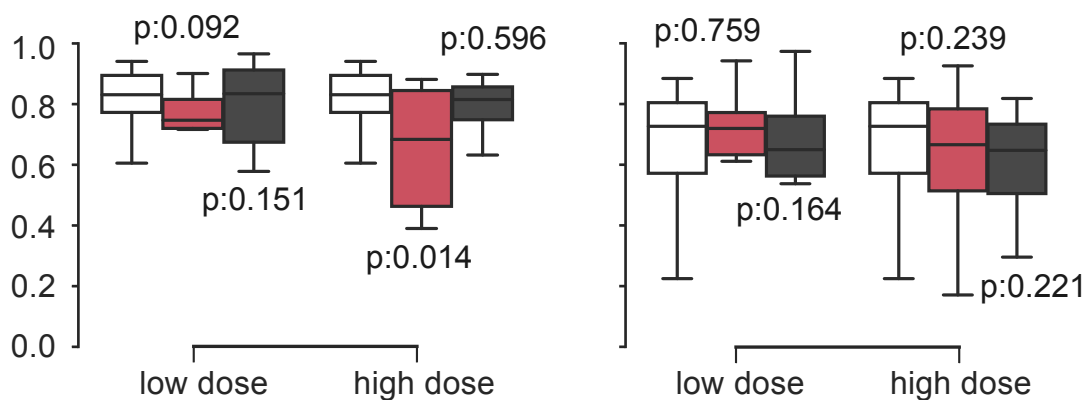 p:0.092
p:0.596
p:0.759
p:0.239
1.0
0.8
0.6
0.4
0.2
0.0
p:0.151
p:0.014
p:0.164
p:0.221
low dose
high dose
low dose
high dose